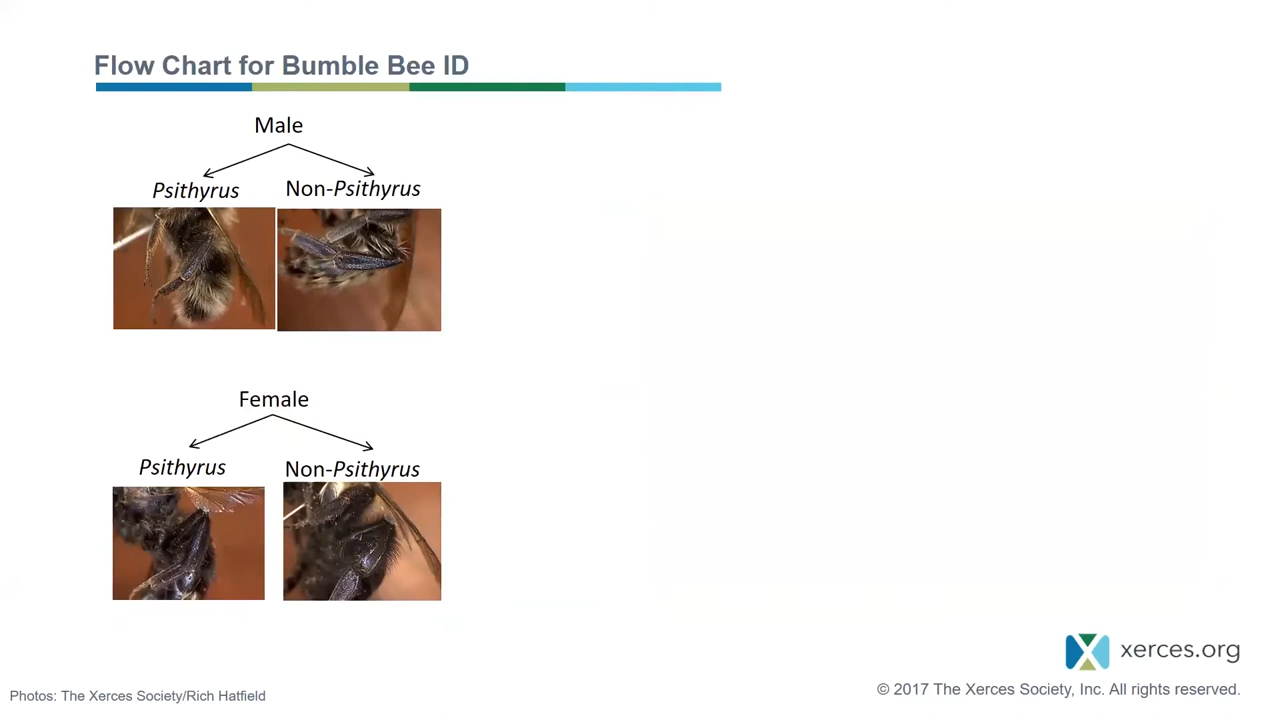 Flow Chart for Bumble Bee ID
Male
Psithyrus
Non-Psithyrus
Female
Psithyrus
Non-Psithyrus
xerces.org
Photos: The Xerces Society/Rich Hatfield
© 2017 The Xerces Society, Inc. All rights reserved.